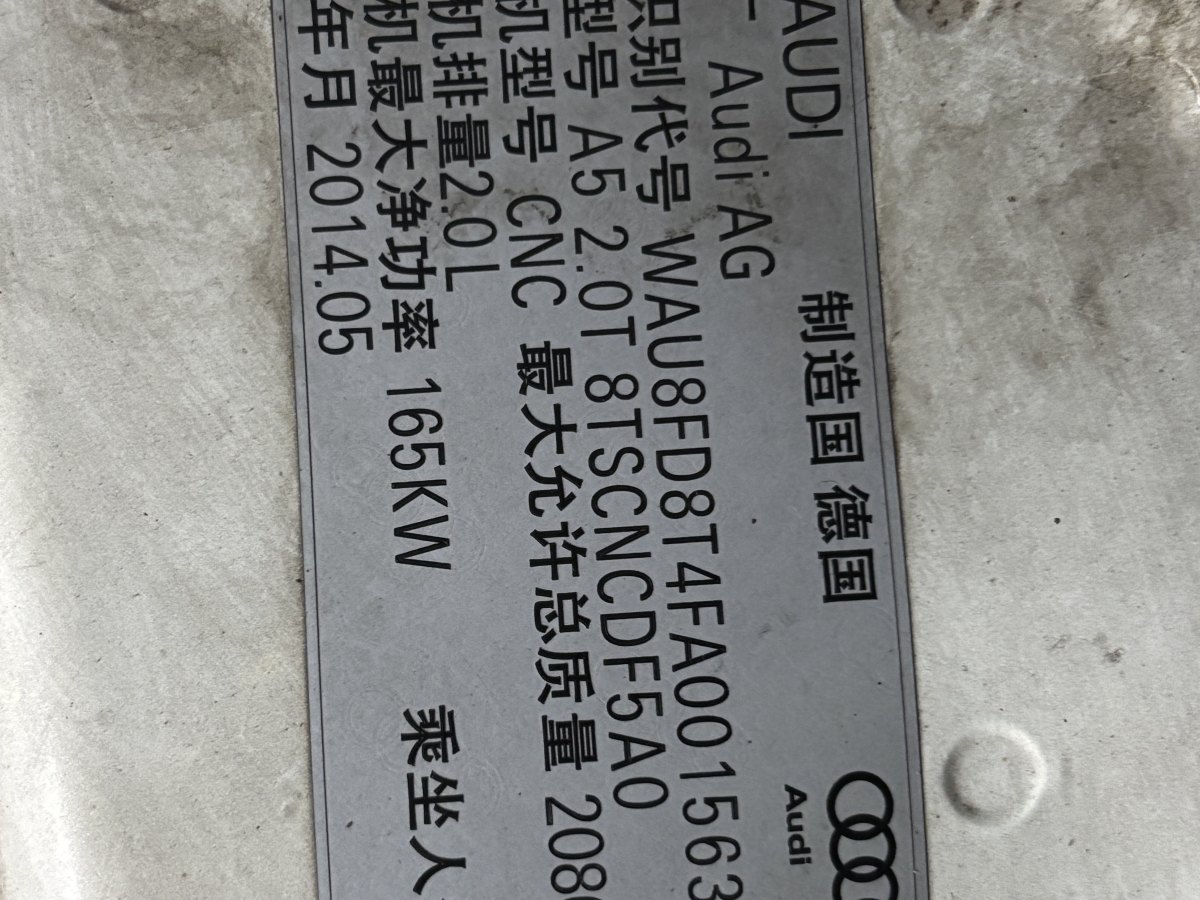 AUDI 制造国 德国
Audi AG
Audi
识别代号 WAU8FD8T4FA001563
型号 A5 2.0T 8TSCNCDF5A0
机型号 CNC 最大允许总质量 208
机排量2.0L
机最大净功率 165KW 乘坐人
年月 2014.05